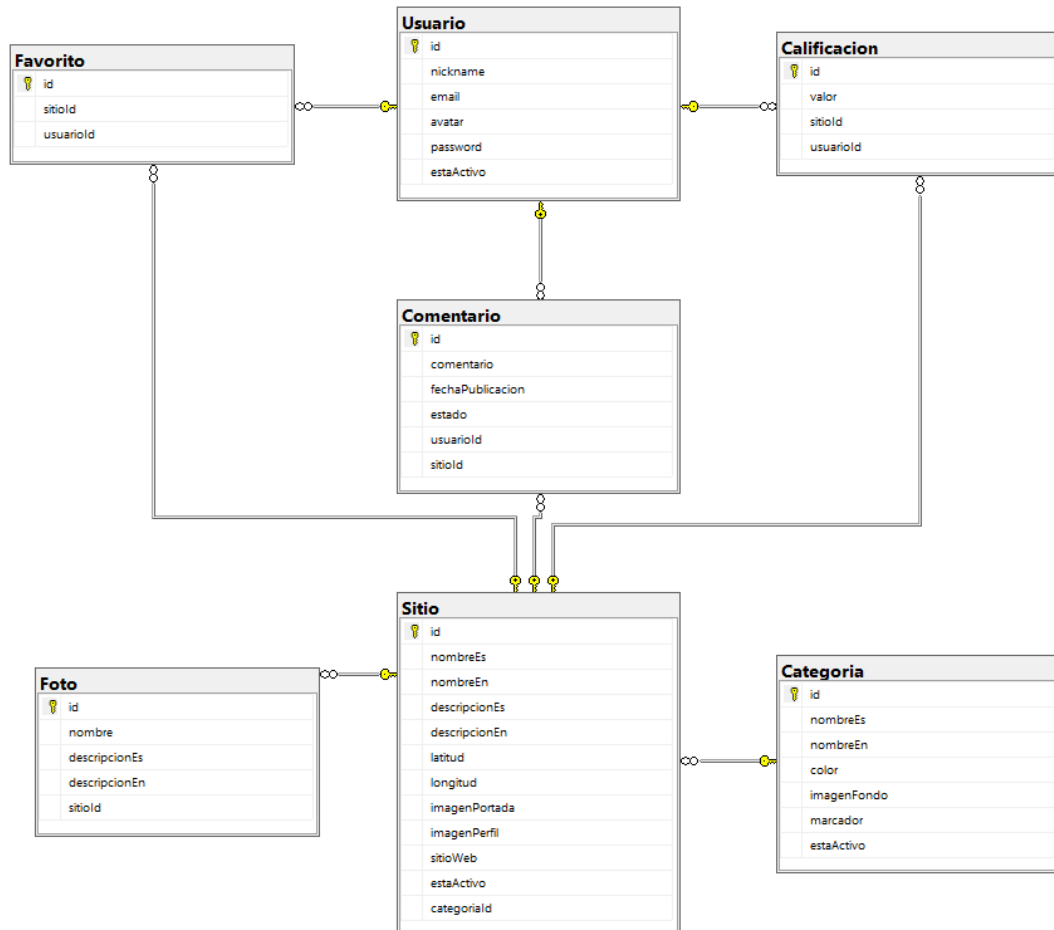 Usuario
id
nickname
email
avatar
password
estaActivo
Favorito
id
sitioId
usuarioId
Calificacion
id
valor
sitioId
usuarioId
Comentario
id
comentario
fechaPublicacion
estado
usuarioId
sitioId
Sitio
id
nombreEs
nombreEn
descripcionEs
descripcionEn
latitud
longitud
imagenPortada
imagenPerfil
sitioWeb
estaActivo
categoriaId
Foto
id
nombre
descripcionEs
descripcionEn
sitioId
Categoria
id
nombreEs
nombreEn
color
imagenFondo
marcador
estaActivo